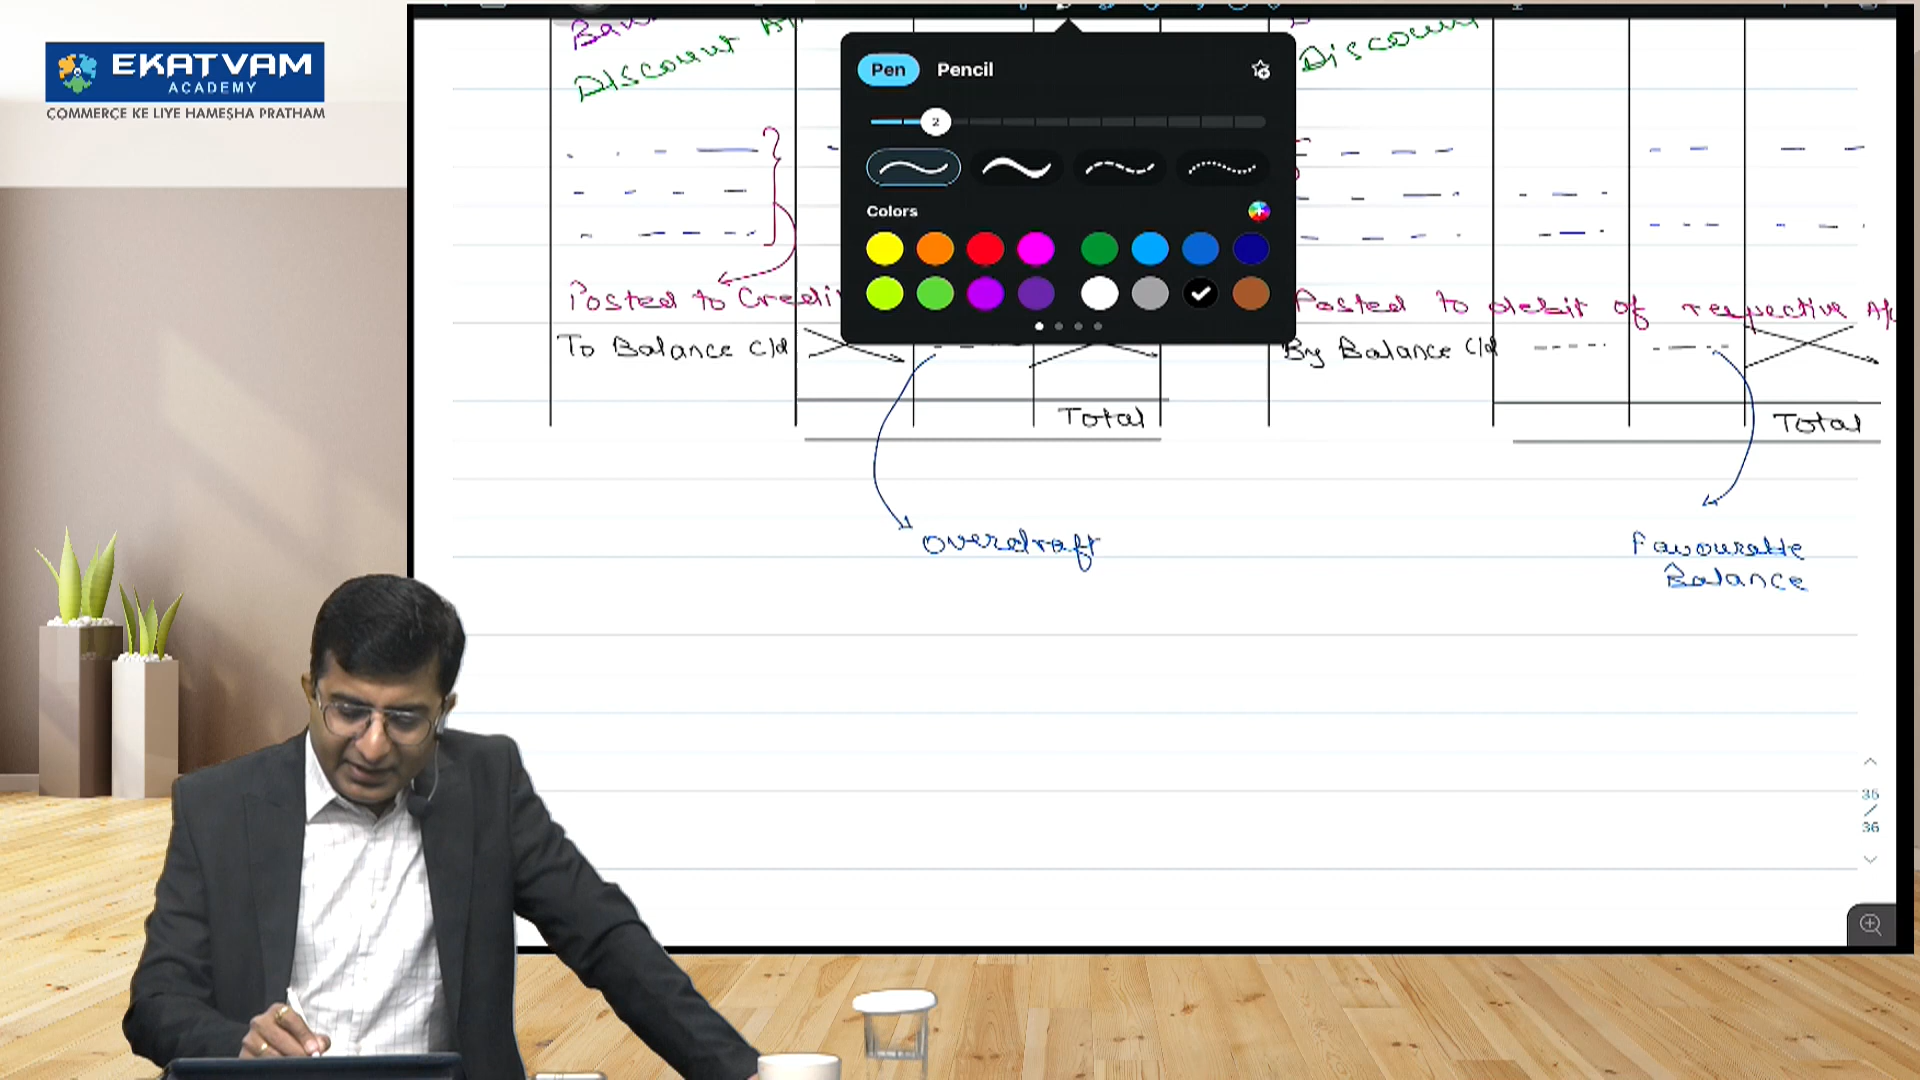 EKATVAM
ACADEMY
COMMERCE KE LIYE HAMESHA PRATHAM
Discount
Discount
Pen
Pencil
2
Colors
Posted to Credi
Posted to debit of respective A/c
To Balance c/d
By Balance c/d
Total
Total
Overdraft
Favourable
Balance
35
/
36